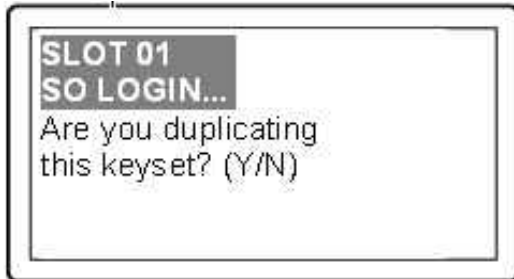 SLOT 01
SO LOGIN...
Are you duplicating
this keyset? (Y/N)